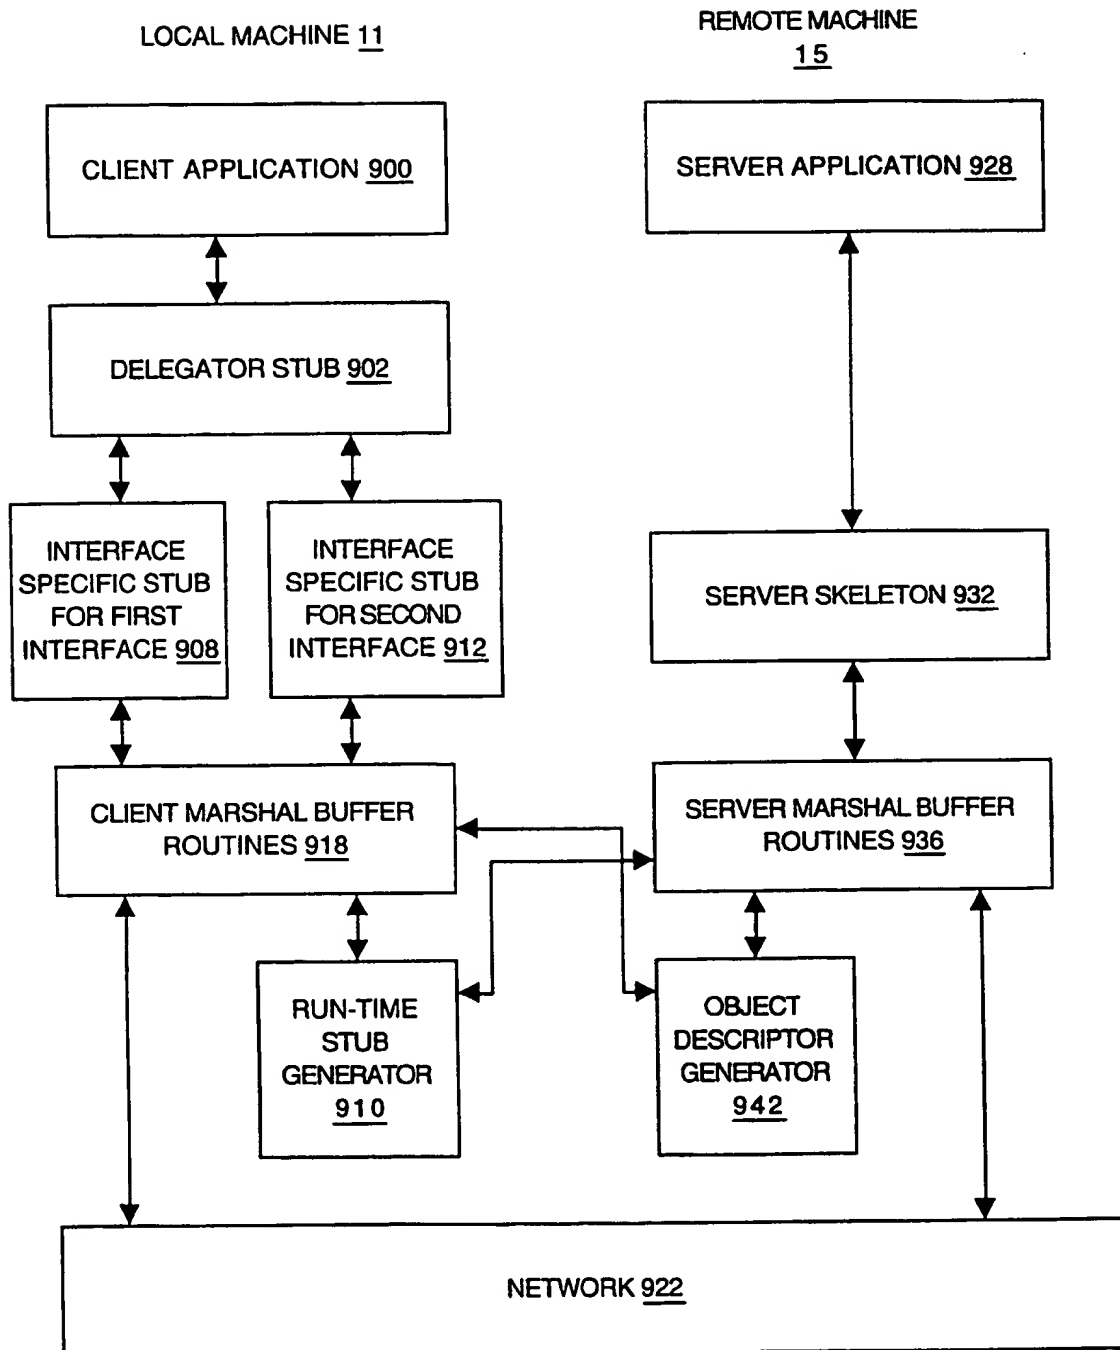 LOCAL MACHINE 11
REMOTE MACHINE
15
CLIENT APPLICATION 900
SERVER APPLICATION 928
DELEGATOR STUB 902
INTERFACE
SPECIFIC STUB
FOR FIRST
INTERFACE 908
INTERFACE
SPECIFIC STUB
FOR SECOND
INTERFACE 912
SERVER SKELETON 932
CLIENT MARSHAL BUFFER
ROUTINES 918
SERVER MARSHAL BUFFER
ROUTINES 936
RUN-TIME
STUB
GENERATOR
910
OBJECT
DESCRIPTOR
GENERATOR
942
NETWORK 922